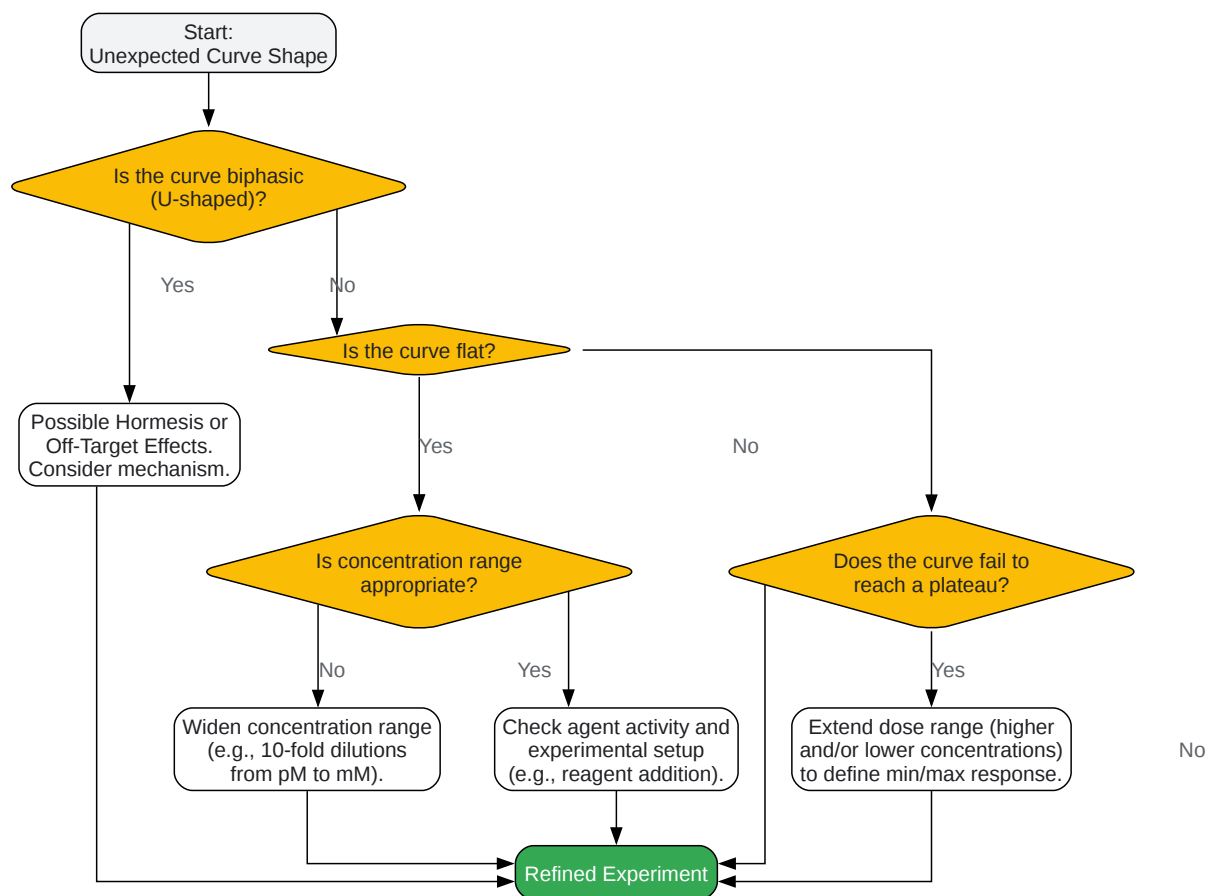 Start:
Unexpected Curve Shape
Is the curve biphasic
(U-shaped)?
Yes
No
Is the curve flat?
Possible Hormesis or
Off-Target Effects.
Consider mechanism.
Yes
No
Is concentration range
appropriate?
Does the curve fail to
reach a plateau?
No
Yes
Yes
Widen concentration range
(e.g., 10-fold dilutions
from pM to mM).
Check agent activity and
experimental setup
(e.g., reagent addition).
Extend dose range (higher
and/or lower concentrations)
to define min/max response.
No
Refined Experiment